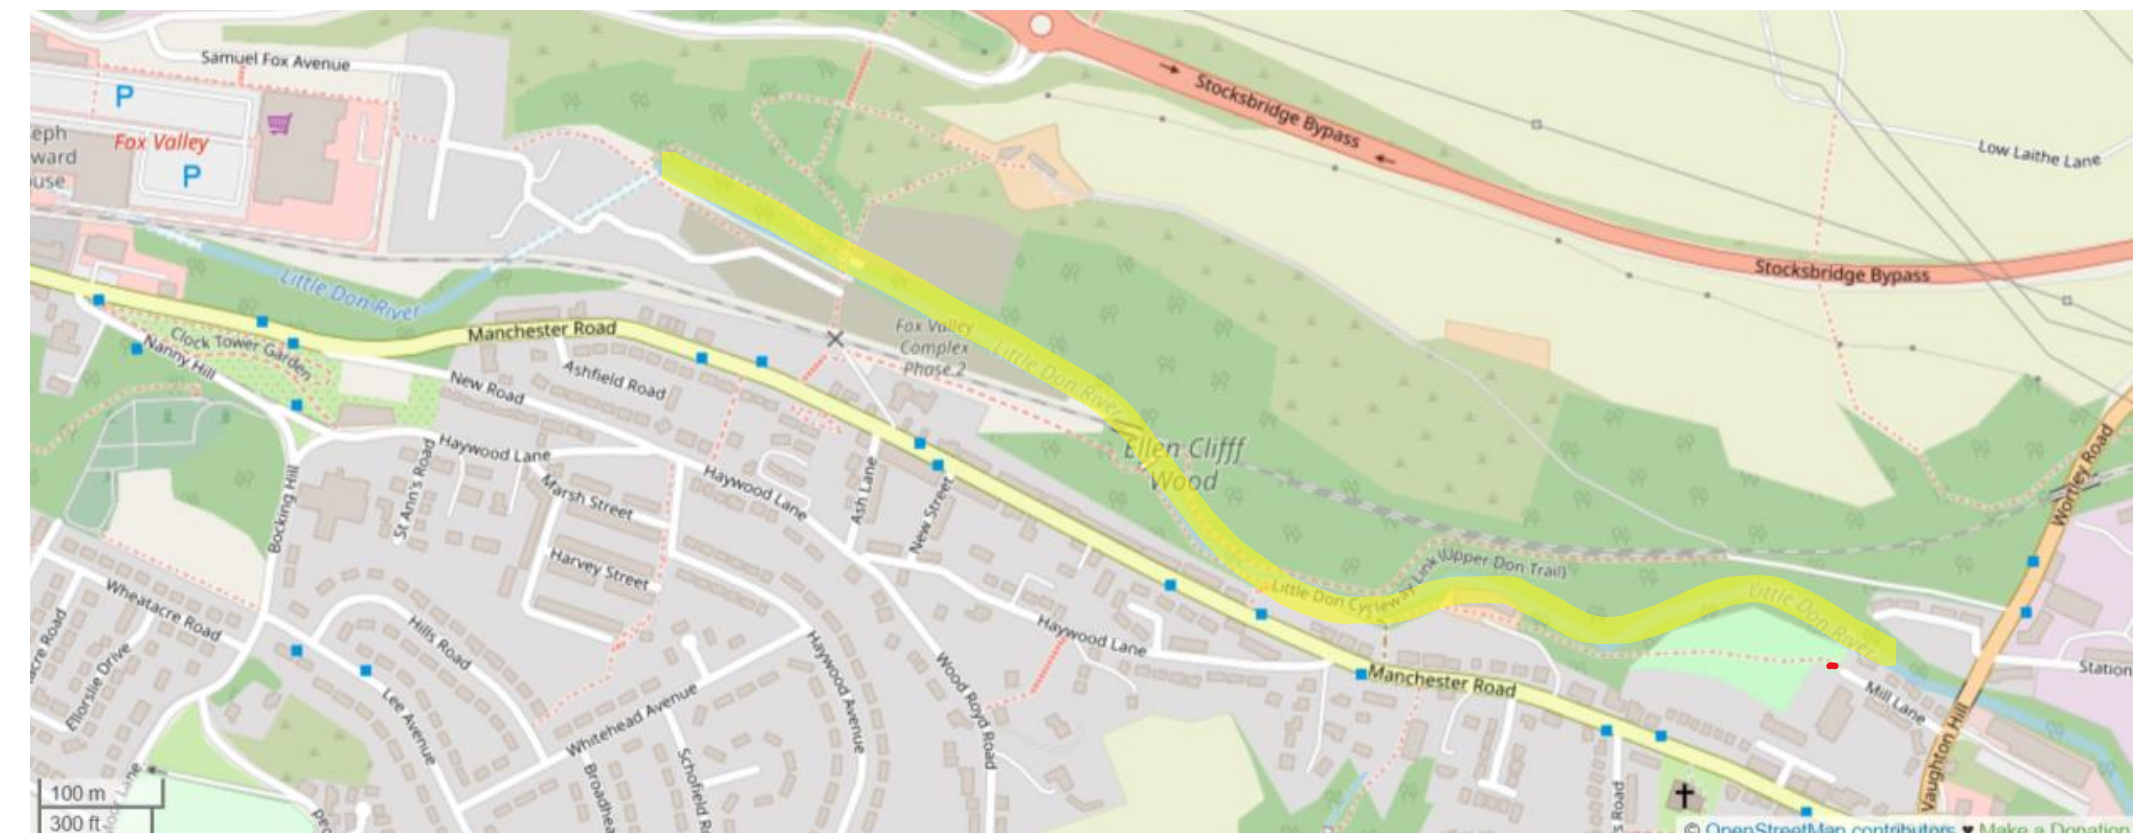 Samuel Fox Avenue
P
Fox Valley
P
eph
ward
use
Stocksbridge Bypass
Low Laithe Lane
Stocksbridge Bypass
Little Don River
Manchester Road
Clock Tower Garden
Nanny Hill
New Road
Ashfield Road
Fox Valley
Complex
Phase 2
Little Don River
Ellen Clifff
Wood
Wortley Road
Haywood Lane
St Ann's Road
Bocking Hill
Marsh Street
Haywood Lane
Ash Lane
New Street
Harvey Street
Wheatacre Road
acre Road
Ellorslie Drive
Hills Road
Lee Avenue
Whitehead Avenue
Haywood Avenue
Wood Royd Road
Haywood Lane
Little Don Cycleway Link (Upper Don Trail)
Little Don River
Manchester Road
Mill Lane
Station
Vaughton Hill
Schofield R
Broadhea
s Road
100 m
300 ft
© OpenStreetMap contributors ♥ Make a Donation